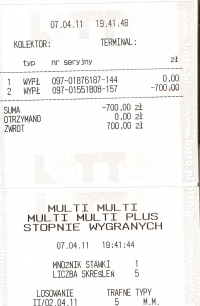 07.04.11 19.41.48
KOLEKTOR: TERMINAL:
typ nr seryjny zł
1 WYPŁ 097-01876187-144 0,00
2 WYPŁ 097-01551808-157 -700,00
SUMA -700,00 zł
OTRZYMANO 0,00 zł
ZWROT 700,00 zł
MULTI MULTI
MULTI MULTI PLUS
STOPNIE WYGRANYCH
07.04.11 19:41:44
MNOŻNIK STAWKI 1
LICZBA SKREŚLEŃ 5
LOSOWANIE TRAFNE TYPY
II/02.04.11 5 M.M.